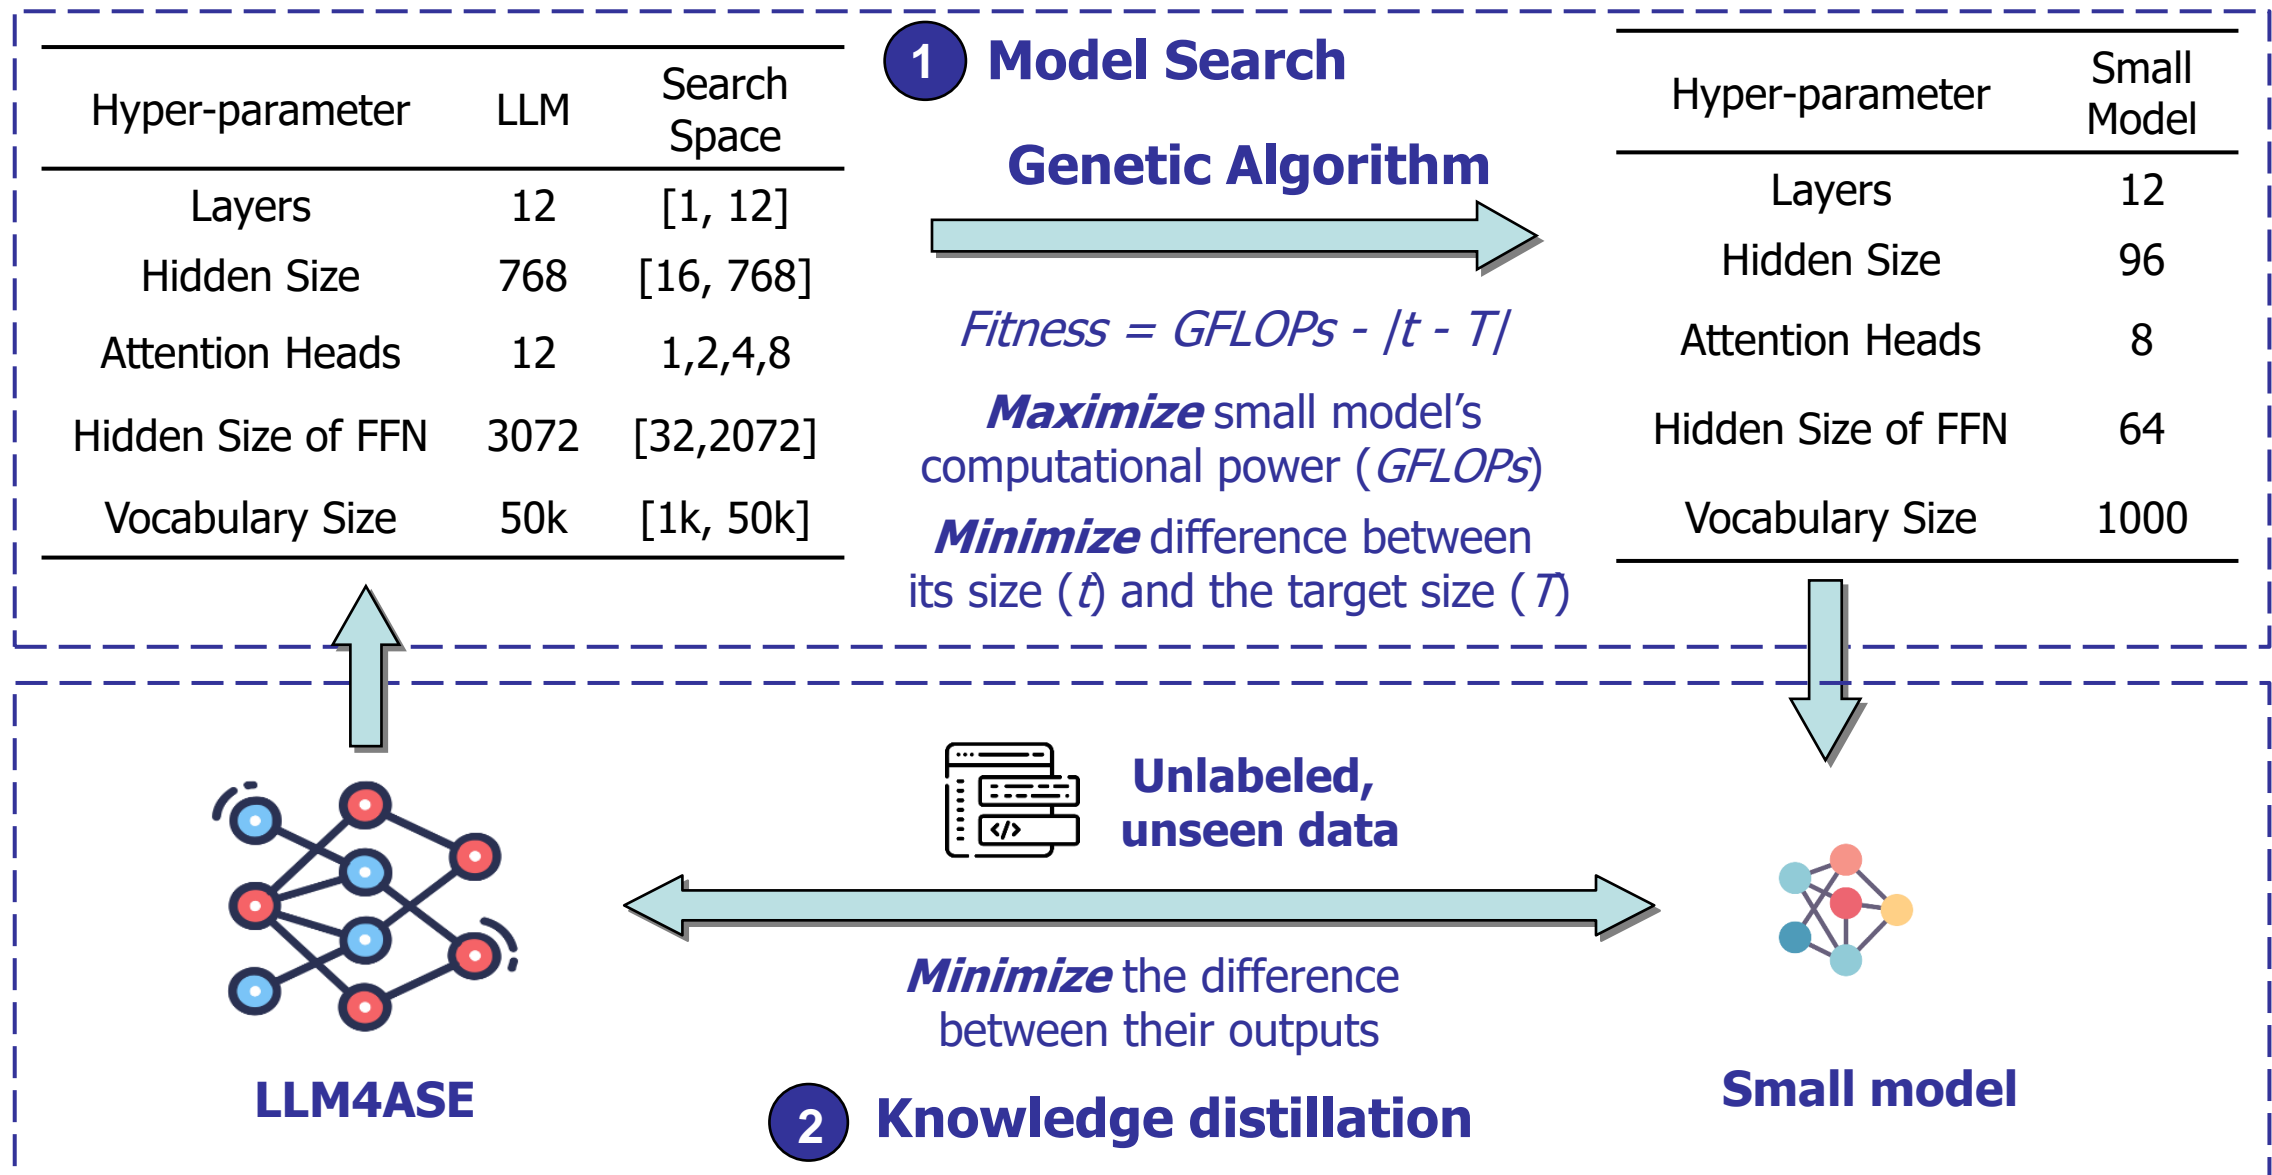 1 Model Search
Hyper-parameter LLM Search Space
Layers 12 [1, 12]
Hidden Size 768 [16, 768]
Attention Heads 12 1,2,4,8
Hidden Size of FFN 3072 [32,2072]
Vocabulary Size 50k [1k, 50k]
Genetic Algorithm
Fitness = GFLOPs - |t - T|
Maximize small model’s
computational power (GFLOPs)
Minimize difference between
its size (t) and the target size (T)
Hyper-parameter Small Model
Layers 12
Hidden Size 96
Attention Heads 8
Hidden Size of FFN 64
Vocabulary Size 1000
Unlabeled,
unseen data
</>
Minimize the difference
between their outputs
LLM4ASE
Small model
2 Knowledge distillation